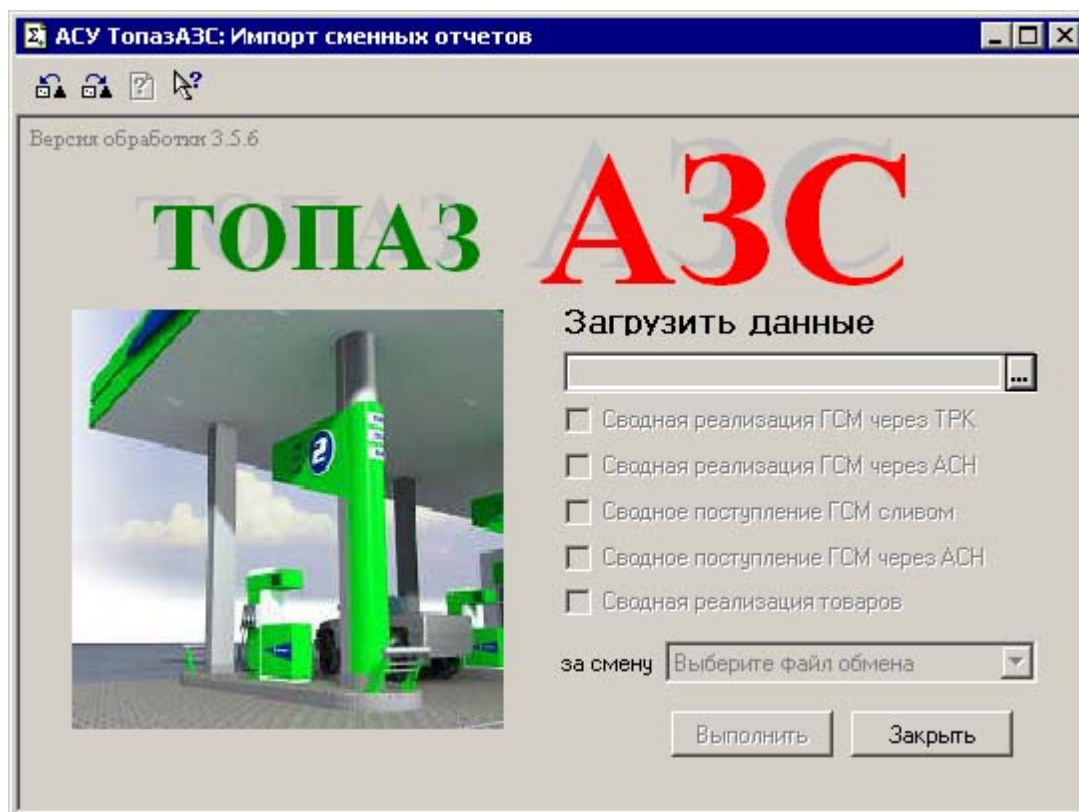 АСУ ТопазАЗС: Импорт сменных отчетов
Версия обработки 3.5.6
ТОПАЗ АЗС
Загрузить данные
...
Сводная реализация ГСМ через ТРК
Сводная реализация ГСМ через АСН
Сводное поступление ГСМ сливом
Сводное поступление ГСМ через АСН
Сводная реализация товаров
за смену Выберите файл обмена
Выполнить Закрыть
2